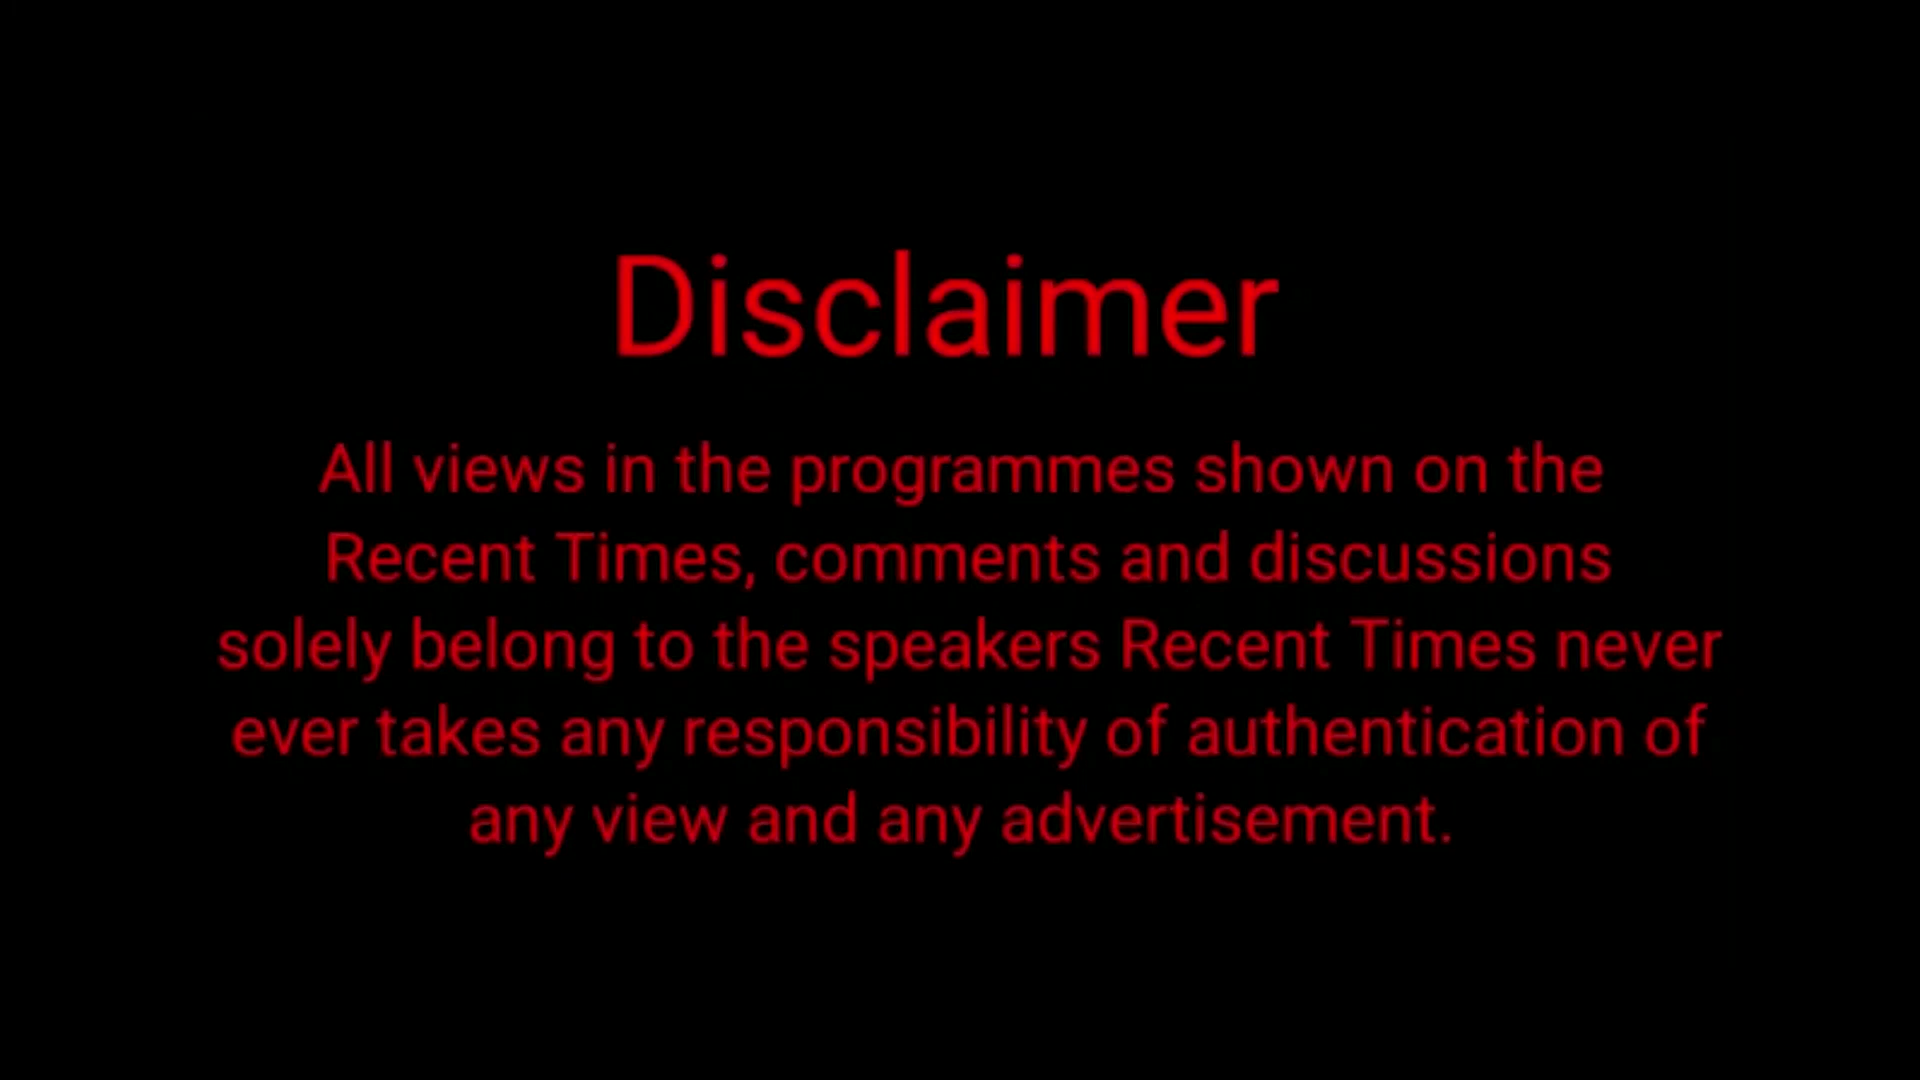 Disclaimer
All views in the programmes shown on the
Recent Times, comments and discussions
solely belong to the speakers Recent Times never
ever takes any responsibility of authentication of
any view and any advertisement.